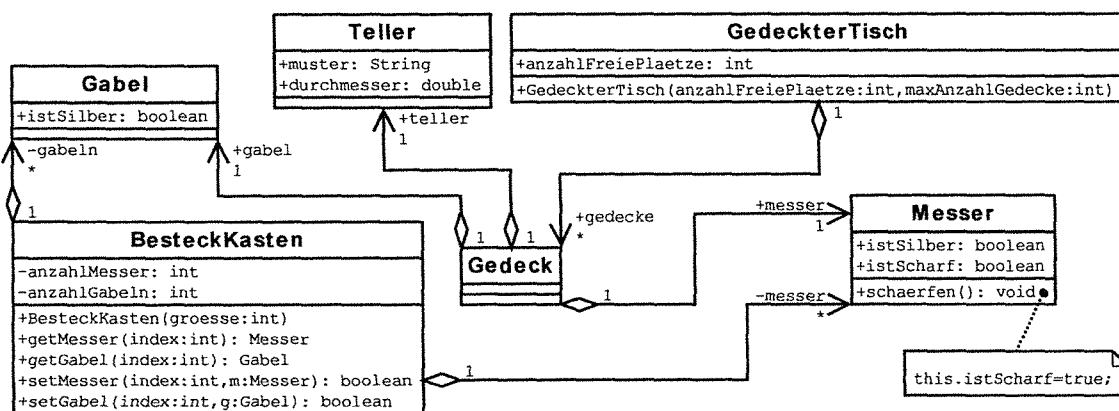 Teller
+muster: String
+durchmesser: double
GedeckterTisch
+anzahlFreiePlaetze: int
+GedeckterTisch(anzahlFreiePlaetze:int,maxAnzahlGedecke:int)
Gabel
+istSilber: boolean
-gabeln
*
1
+gabel
1
+teller
1
1
+gedecke
*
1
1
Gedeck
1
+messer
1
Messer
+istSilber: boolean
+istScharf: boolean
+schaerfen(): void
-messer
*
this.istScharf=true;
BesteckKasten
-anzahlMesser: int
-anzahlGabeln: int
+BesteckKasten(groesse:int)
+getMesser(index:int): Messer
+getGabel(index:int): Gabel
+setMesser(index:int,m:Messer): boolean
+setGabel(index:int,g:Gabel): boolean
1